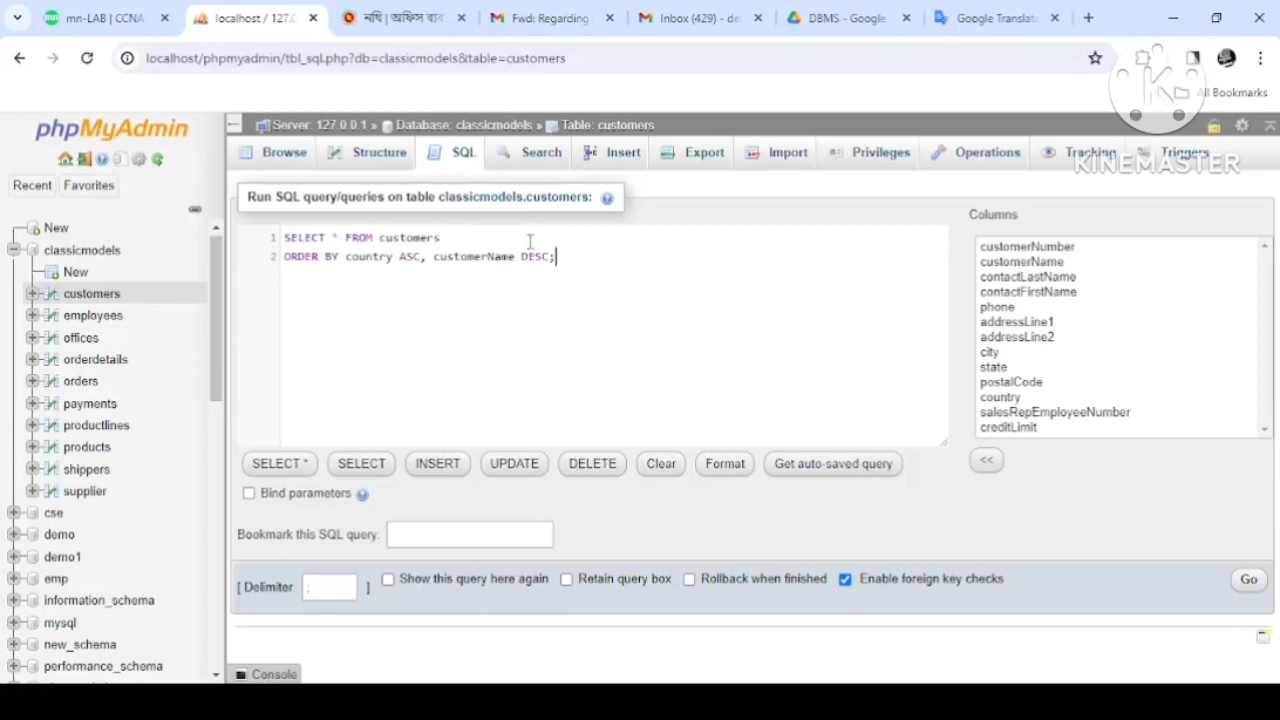 mn-LAB | CCNA
localhost / 127.
নথি | অফিস ব্যব
Fwd: Regarding
Inbox (429) - de
DBMS - Google
Google Translat
localhost/phpmyadmin/tbl_sql.php?db=classicmodels&table=customers
All Bookmarks
KINEMASTER
phpMyAdmin
Recent
Favorites
New
classicmodels
New
customers
employees
offices
orderdetails
orders
payments
productlines
products
shippers
supplier
cse
demo
demo1
emp
information_schema
mysql
new_schema
performance_schema
Server: 127.0.0.1 » Database: classicmodels » Table: customers
Browse
Structure
SQL
Search
Insert
Export
Import
Privileges
Operations
Tracking
Triggers
Run SQL query/queries on table classicmodels.customers:
1 SELECT * FROM customers
2 ORDER BY country ASC, customerName DESC;
Columns
customerNumber
customerName
contactLastName
contactFirstName
phone
addressLine1
addressLine2
city
state
postalCode
country
salesRepEmployeeNumber
creditLimit
<<
SELECT *
SELECT
INSERT
UPDATE
DELETE
Clear
Format
Get auto-saved query
Bind parameters
Bookmark this SQL query:
[ Delimiter ; ]
Show this query here again
Retain query box
Rollback when finished
Enable foreign key checks
Go
Console